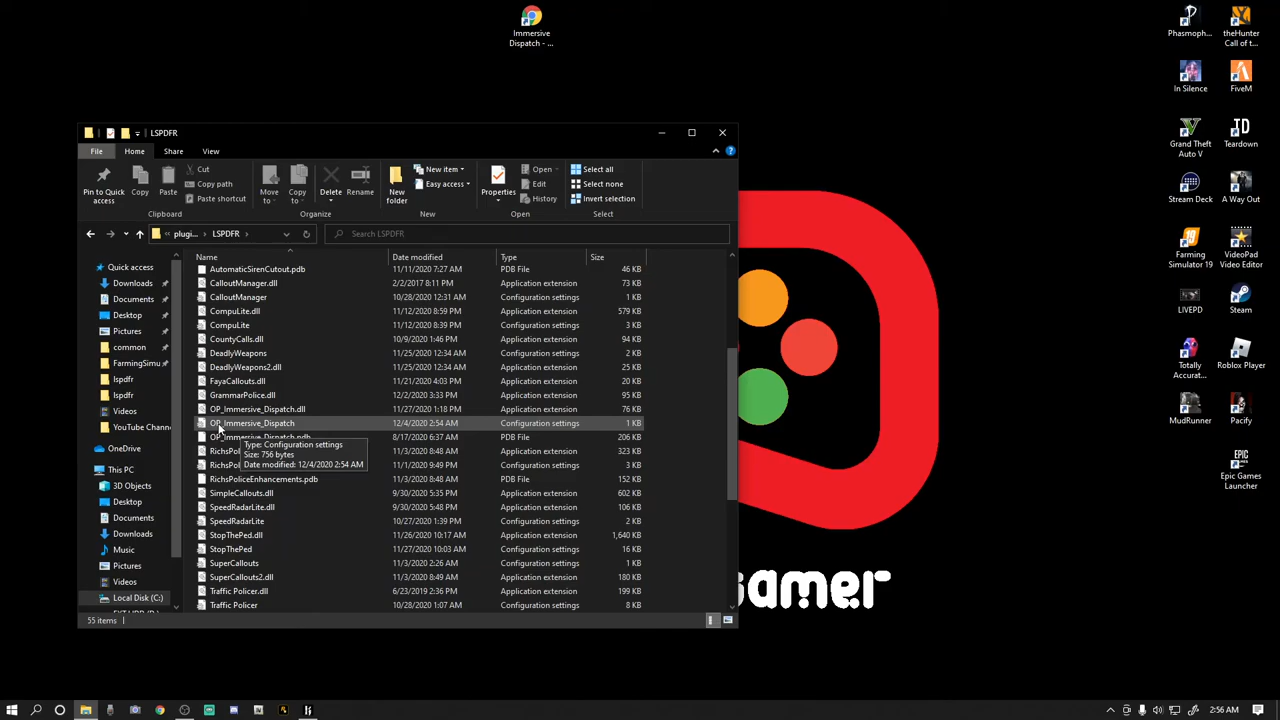 Immersive
Dispatch - ...
Phasmoph...
theHunter
Call of t...
In Silence
FiveM
Grand Theft
Auto V
Teardown
Stream Deck
A Way Out
Farming
Simulator 19
VideoPad
Video Editor
LIVEPD
Steam
Totally
Accurat...
Roblox Player
MudRunner
Pacify
Epic Games
Launcher
LSPDFR
File
Home
Share
View
Pin to Quick
access
Copy
Paste
Cut
Copy path
Paste shortcut
Clipboard
Move
to
Copy
to
Delete
Rename
Organize
New
folder
New item
Easy access
New
Properties
Open
Edit
History
Open
Select all
Select none
Invert selection
Select
« plugi... › LSPDFR ›
Search LSPDFR
Name Date modified Type Size
Quick access
Downloads
Documents
Desktop
Pictures
common
FarmingSimu
lspdfr
lspdfr
Videos
YouTube Chann
OneDrive
This PC
3D Objects
Desktop
Documents
Downloads
Music
Pictures
Videos
Local Disk (C:)
AutomaticSirenCutout.pdb 11/11/2020 7:27 AM PDB File 46 KB
CalloutManager.dll 2/2/2017 8:11 PM Application extension 73 KB
CalloutManager 10/28/2020 12:31 AM Configuration settings 1 KB
CompuLite.dll 11/12/2020 8:59 PM Application extension 579 KB
CompuLite 11/12/2020 8:39 PM Configuration settings 3 KB
CountyCalls.dll 10/9/2020 1:46 PM Application extension 94 KB
DeadlyWeapons 11/25/2020 12:34 AM Configuration settings 2 KB
DeadlyWeapons2.dll 11/25/2020 12:34 AM Application extension 25 KB
FayaCallouts.dll 11/21/2020 4:03 PM Application extension 20 KB
GrammarPolice.dll 12/2/2020 3:33 PM Application extension 95 KB
OP_Immersive_Dispatch.dll 11/27/2020 1:18 PM Application extension 76 KB
OP_Immersive_Dispatch 12/4/2020 2:54 AM Configuration settings 1 KB
OP_Immersive_Dispatch.pdb 8/17/2020 6:37 AM PDB File 206 KB
RichsPol 11/3/2020 8:48 AM Application extension 323 KB
RichsPol 11/1/2020 9:49 PM Configuration settings 3 KB
RichsPoliceEnhancements.pdb 11/3/2020 8:48 AM PDB File 152 KB
SimpleCallouts.dll 9/30/2020 5:35 PM Application extension 602 KB
SpeedRadarLite.dll 9/30/2020 5:48 PM Application extension 106 KB
SpeedRadarLite 10/27/2020 1:39 PM Configuration settings 2 KB
StopThePed.dll 11/26/2020 10:17 AM Application extension 1,640 KB
StopThePed 11/27/2020 10:03 AM Configuration settings 16 KB
SuperCallouts 11/3/2020 2:26 AM Configuration settings 1 KB
SuperCallouts2.dll 11/3/2020 8:49 AM Application extension 180 KB
Traffic Policer.dll 6/23/2019 2:36 PM Application extension 199 KB
Traffic Policer 10/28/2020 1:07 AM Configuration settings 8 KB
Type: Configuration settings
Size: 756 bytes
Date modified: 12/4/2020 2:54 AM
55 items
Gamer
2:56 AM